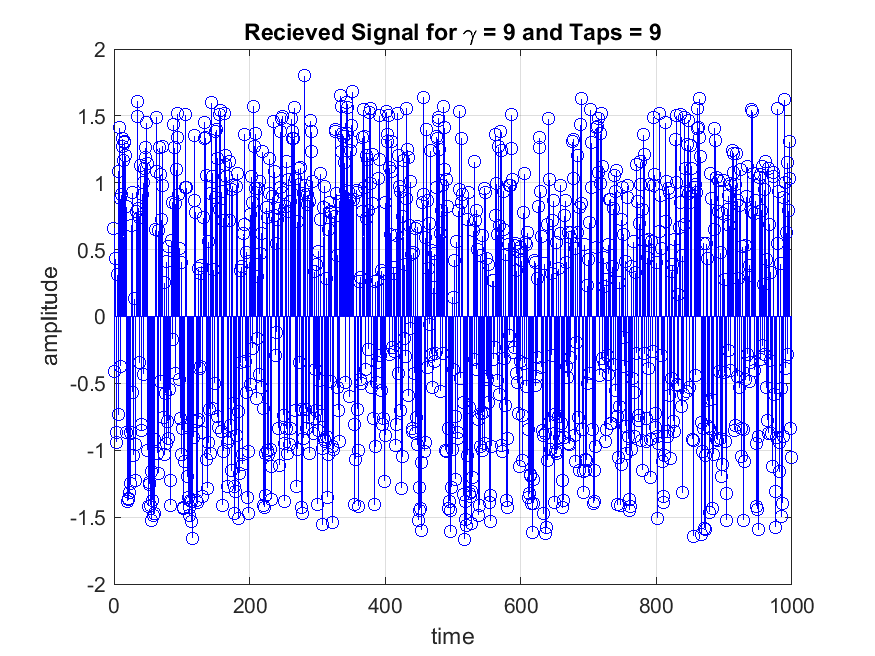 Recieved Signal for γ = 9 and Taps = 9
2
1.5
1
0.5
0
-0.5
-1
-1.5
-2
amplitude
0 200 400 600 800 1000
time